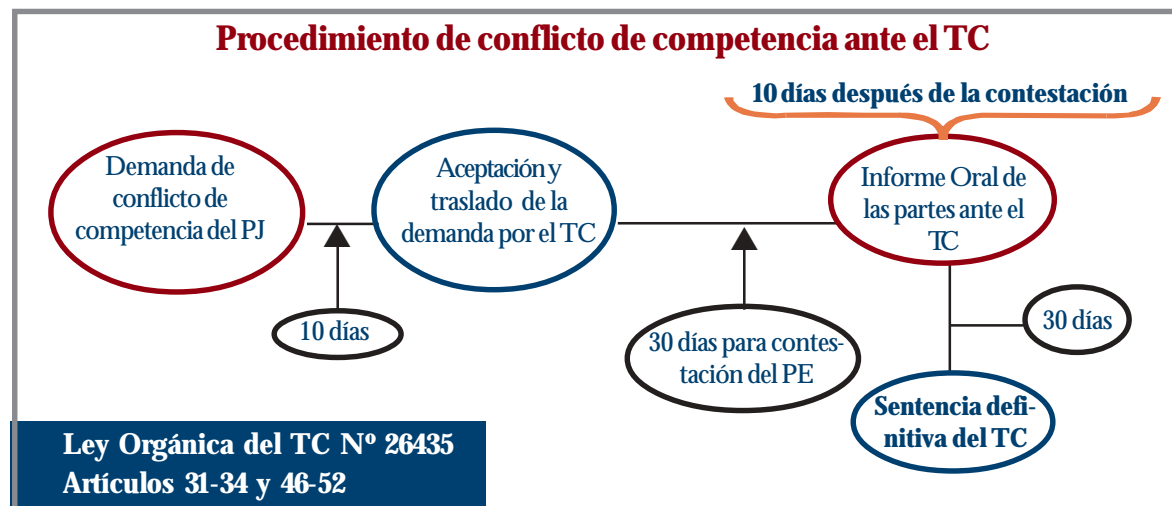 Procedimiento de conflicto de competencia ante el TC
10 días después de la contestación
Demanda de
conflicto de
competencia del PJ
Aceptación y
traslado de la
demanda por el TC
Informe Oral de
las partes ante el
TC
10 días
30 días para contes-
tación del PE
30 días
Sentencia defi-
nitiva del TC
Ley Orgánica del TC Nº 26435
Artículos 31-34 y 46-52